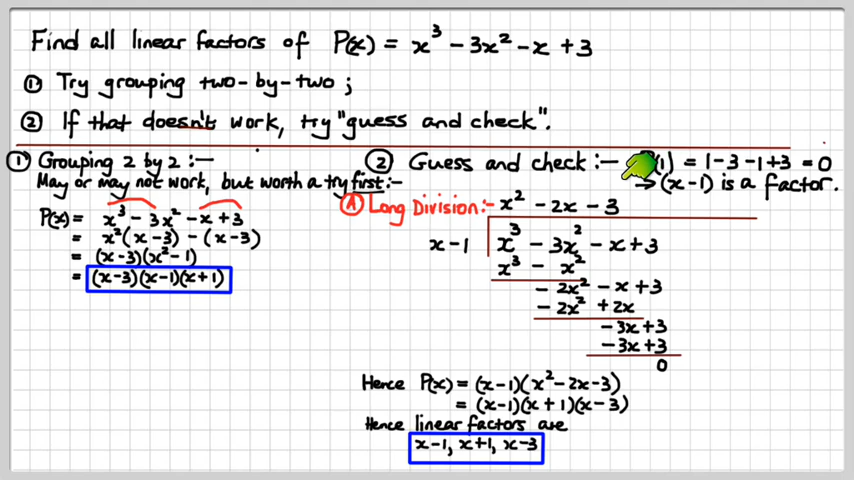 Find all linear factors of P(x) = x³ - 3x² - x + 3
① Try grouping two-by-two ;
② If that doesn't work, try "guess and check".
① Grouping 2 by 2 :-
May or may not work, but worth a try first:-
P(x) = x³ - 3x² - x + 3
= x²(x-3) - (x-3)
= (x-3)(x²-1)
= (x-3)(x-1)(x+1)
② Guess and check :- (1) = 1-3-1+3 = 0
→ (x-1) is a factor.
Ⓐ Long Division :- x² - 2x - 3
x-1 x³ - 3x² - x + 3
x³ - x²
- 2x² - x + 3
- 2x² + 2x
-3x+3
-3x+3
0
Hence P(x) = (x-1)(x²-2x-3)
= (x-1)(x+1)(x-3)
Hence linear factors are
x-1, x+1, x-3